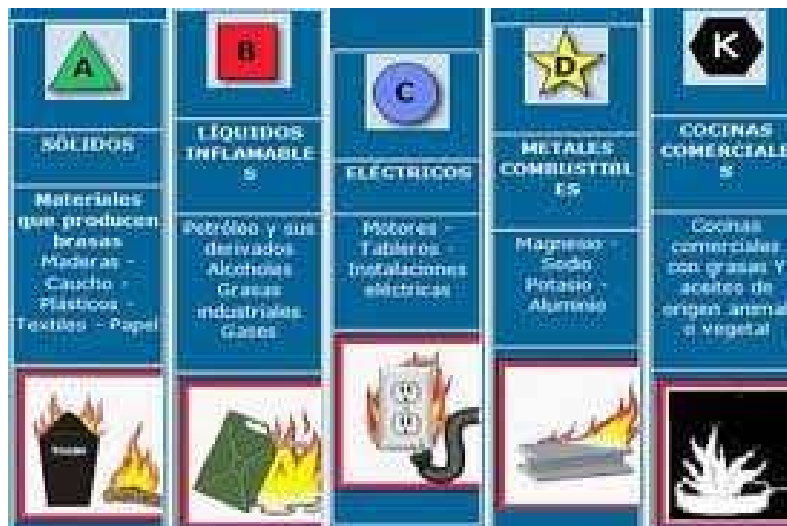 A
SÓLIDOS
Materiales
que producen
brasas
Maderas -
Caucho -
Plásticos -
Textiles - Papel
B
LÍQUIDOS
INFLAMABLE
S
Petróleo y sus
derivados
Alcoholes
Grasas
industriales
Gases
C
ELÉCTRICOS
Motores -
Tableros -
Instalaciones
eléctricas
D
METALES
COMBUSTIBL
ES
Magnesio -
Sodio
Potasio -
Aluminio
K
COCINAS
COMERCIALE
S
Cocinas
comerciales
con grasas Y
aceites de
origen animal
o vegetal